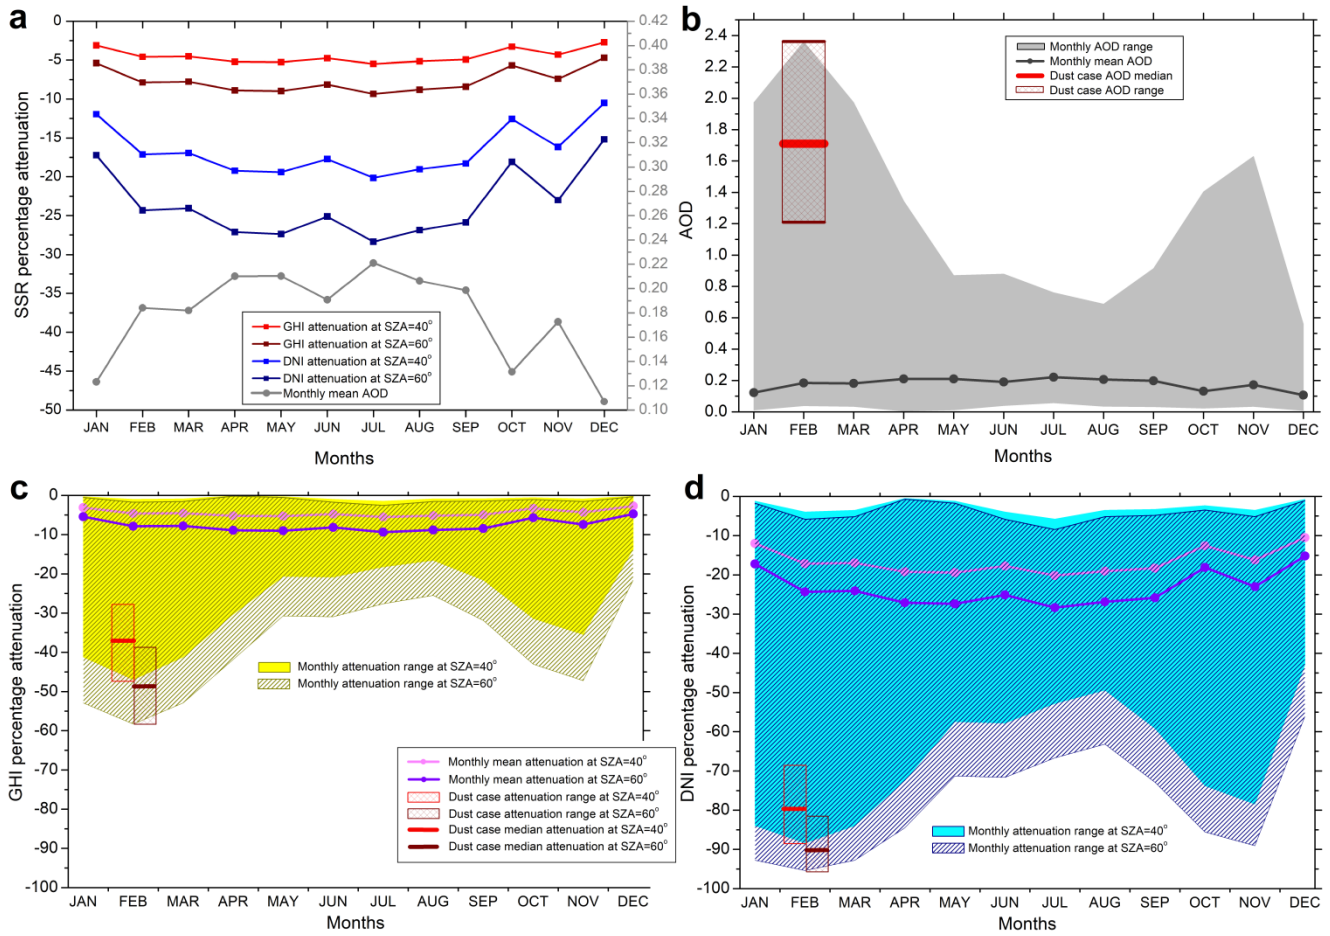 a
SSR percentage attenuation
0
-5
-10
-15
-20
-25
-30
-35
-40
-45
-50
0.42
0.40
0.38
0.36
0.34
0.32
0.30
0.28
0.26
0.24
0.22
0.20
0.18
0.16
0.14
0.12
0.10
GHI attenuation at SZA=40°
GHI attenuation at SZA=60°
DNI attenuation at SZA=40°
DNI attenuation at SZA=60°
Monthly mean AOD
JAN FEB MAR APR MAY JUN JUL AUG SEP OCT NOV DEC
Months
b
AOD
2.4
2.2
2.0
1.8
1.6
1.4
1.2
1.0
0.8
0.6
0.4
0.2
0.0
Monthly AOD range
Monthly mean AOD
Dust case AOD median
Dust case AOD range
JAN FEB MAR APR MAY JUN JUL AUG SEP OCT NOV DEC
Months
c
GHI percentage attenuation
0
-10
-20
-30
-40
-50
-60
-70
-80
-90
-100
Monthly attenuation range at SZA=40°
Monthly attenuation range at SZA=60°
Monthly mean attenuation at SZA=40°
Monthly mean attenuation at SZA=60°
Dust case attenuation range at SZA=40°
Dust case attenuation range at SZA=60°
Dust case median attenuation at SZA=40°
Dust case median attenuation at SZA=60°
JAN FEB MAR APR MAY JUN JUL AUG SEP OCT NOV DEC
Months
d
DNI percentage attenuation
0
-10
-20
-30
-40
-50
-60
-70
-80
-90
-100
Monthly attenuation range at SZA=40°
Monthly attenuation range at SZA=60°
JAN FEB MAR APR MAY JUN JUL AUG SEP OCT NOV DEC
Months